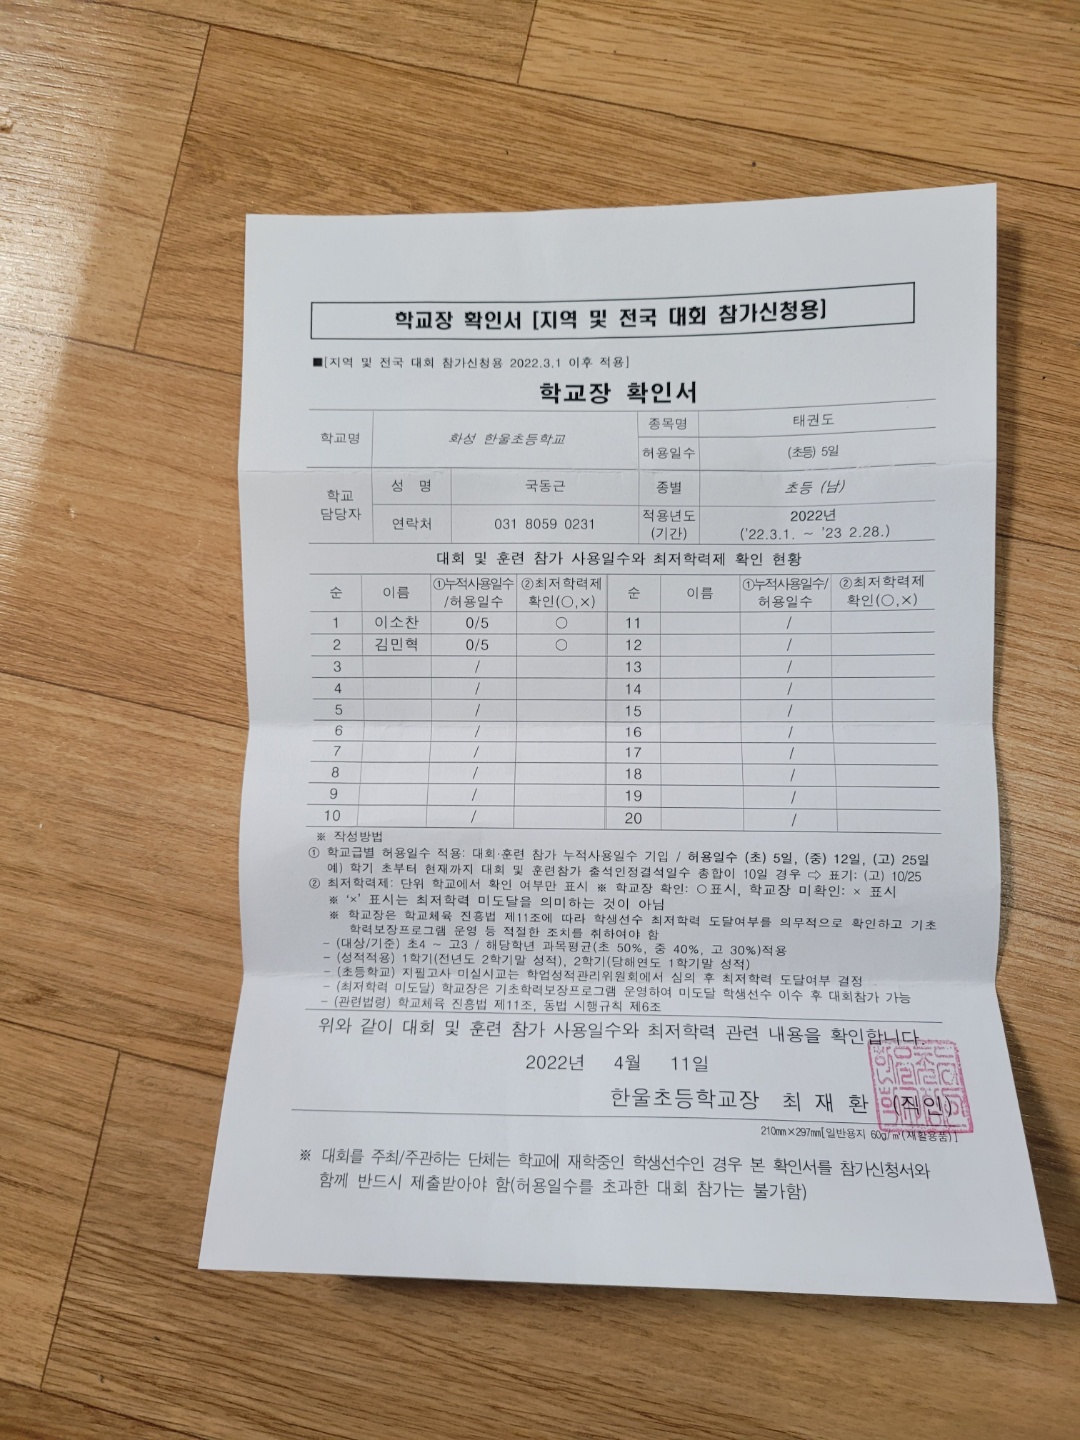 학교장 확인서 [지역 및 전국 대회 참가신청용]
■[지역 및 전국 대회 참가신청용 2022.3.1 이후 적용]
학교장 확인서
학교명 화성 한울초등학교 종목명 태권도
허용일수 (초등) 5일
학교 담당자 성 명 국동근 종별 초등 (남)
연락처 031 8059 0231 적용년도 (기간) 2022년 ('22.3.1. ~ '23 2.28.)
대회 및 훈련 참가 사용일수와 최저학력제 확인 현황
순 이름 ①누적사용일수/허용일수 ②최저학력제 확인(○,×) 순 이름 ①누적사용일수/허용일수 ②최저학력제 확인(○,×)
1 이소찬 0/5 ○ 11 /
2 김민혁 0/5 ○ 12 /
3 / 13 /
4 / 14 /
5 / 15 /
6 / 16 /
7 / 17 /
8 / 18 /
9 / 19 /
10 / 20 /
※ 작성방법
① 학교급별 허용일수 적용: 대회·훈련 참가 누적사용일수 기입 / 허용일수 (초) 5일, (중) 12일, (고) 25일
예) 학기 초부터 현재까지 대회 및 훈련참가 출석인정결석일수 총합이 10일 경우 ⇨ 표기: (고) 10/25
② 최저학력제: 단위 학교에서 확인 여부만 표시 ※ 학교장 확인: ○표시, 학교장 미확인: × 표시
※ '×' 표시는 최저학력 미도달을 의미하는 것이 아님
※ 학교장은 학교체육 진흥법 제11조에 따라 학생선수 최저학력 도달여부를 의무적으로 확인하고 기초
학력보장프로그램 운영 등 적절한 조치를 취하여야 함
- (대상/기준) 초4 ~ 고3 / 해당학년 과목평균(초 50%, 중 40%, 고 30%)적용
- (성적적용) 1학기(전년도 2학기말 성적), 2학기(당해연도 1학기말 성적)
- (초등학교) 지필고사 미실시교는 학업성적관리위원회에서 심의 후 최저학력 도달여부 결정
- (최저학력 미도달) 학교장은 기초학력보장프로그램 운영하여 미도달 학생선수 이수 후 대회참가 가능
- (관련법령) 학교체육 진흥법 제11조, 동법 시행규칙 제6조
위와 같이 대회 및 훈련 참가 사용일수와 최저학력 관련 내용을 확인합니다.
2022년 4월 11일
한울초등학교장 최 재 환 (직인)
210mm×297mm[일반용지 60g/㎡(재활용품)]
※ 대회를 주최/주관하는 단체는 학교에 재학중인 학생선수인 경우 본 확인서를 참가신청서와
함께 반드시 제출받아야 함(허용일수를 초과한 대회 참가는 불가함)